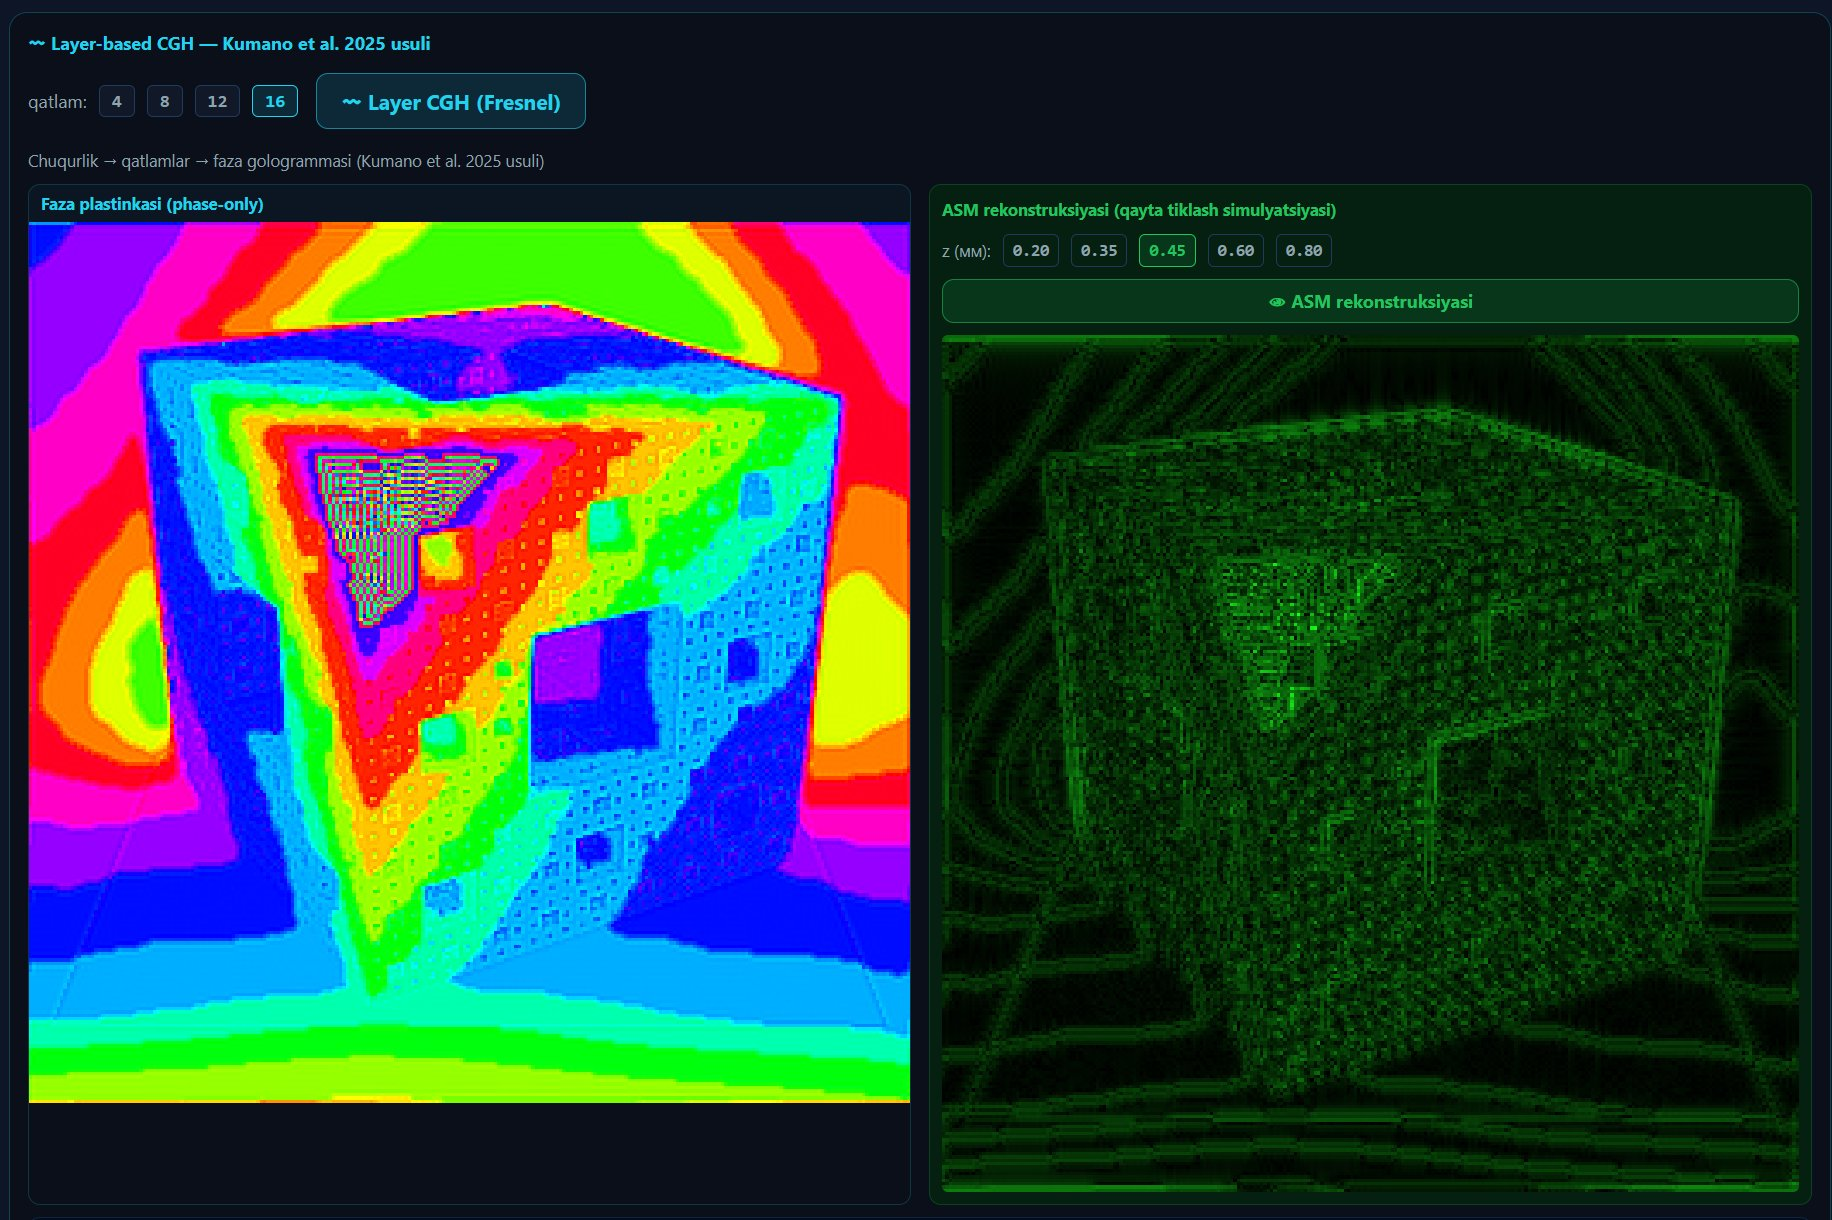 Layer-based CGH — Kumano et al. 2025 usuli
qatlam: 4 8 12 16 Layer CGH (Fresnel)
Chuqurlik → qatlamlar → faza gologrammasi (Kumano et al. 2025 usuli)
Faza plastinkasi (phase-only)
ASM rekonstruksiyasi (qayta tiklash simulyatsiyasi)
z (мм): 0.20 0.35 0.45 0.60 0.80
ASM rekonstruksiyasi